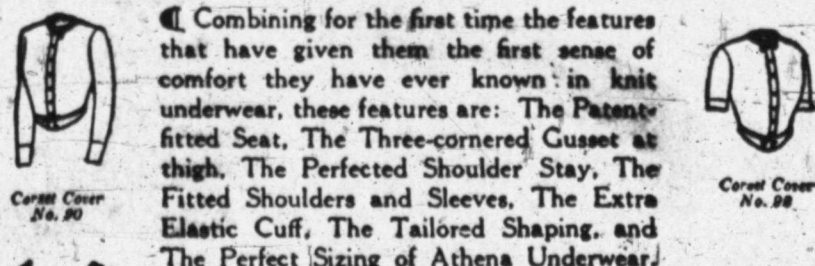 ¶ Combining for the first time the features
that have given them the first sense of
comfort they have ever known in knit
underwear, these features are: The Patent-
fitted Seat, The Three-cornered Gusset at
thigh, The Perfected Shoulder Stay, The
Fitted Shoulders and Sleeves, The Extra
Elastic Cuff, The Tailored Shaping, and
The Perfect Sizing of Athena Underwear.
Corset Cover
No. 90
Corset Cover
No. 98